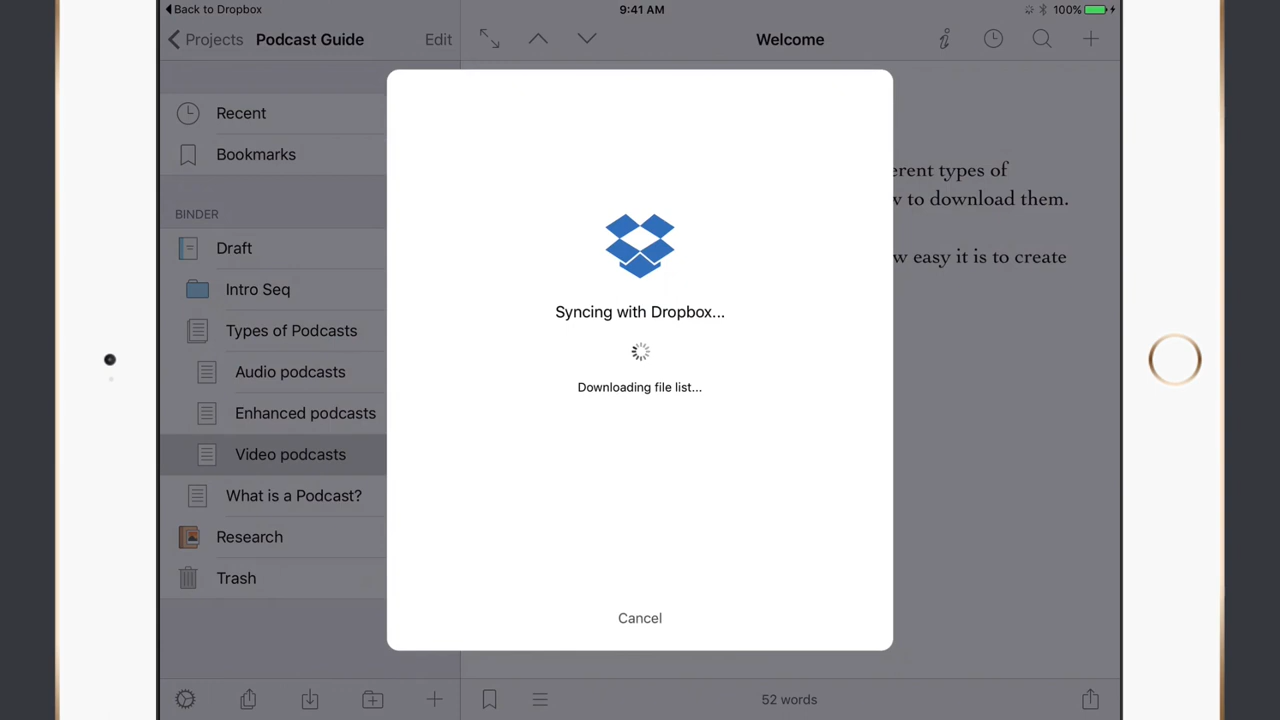 Back to Dropbox
9:41 AM
100%
Projects
Podcast Guide
Edit
Welcome
Recent
Bookmarks
BINDER
Draft
Intro Seq
Types of Podcasts
Audio podcasts
Enhanced podcasts
Video podcasts
What is a Podcast?
Research
Trash
erent types of
to download them.
easy it is to create
Syncing with Dropbox...
Downloading file list...
Cancel
52 words